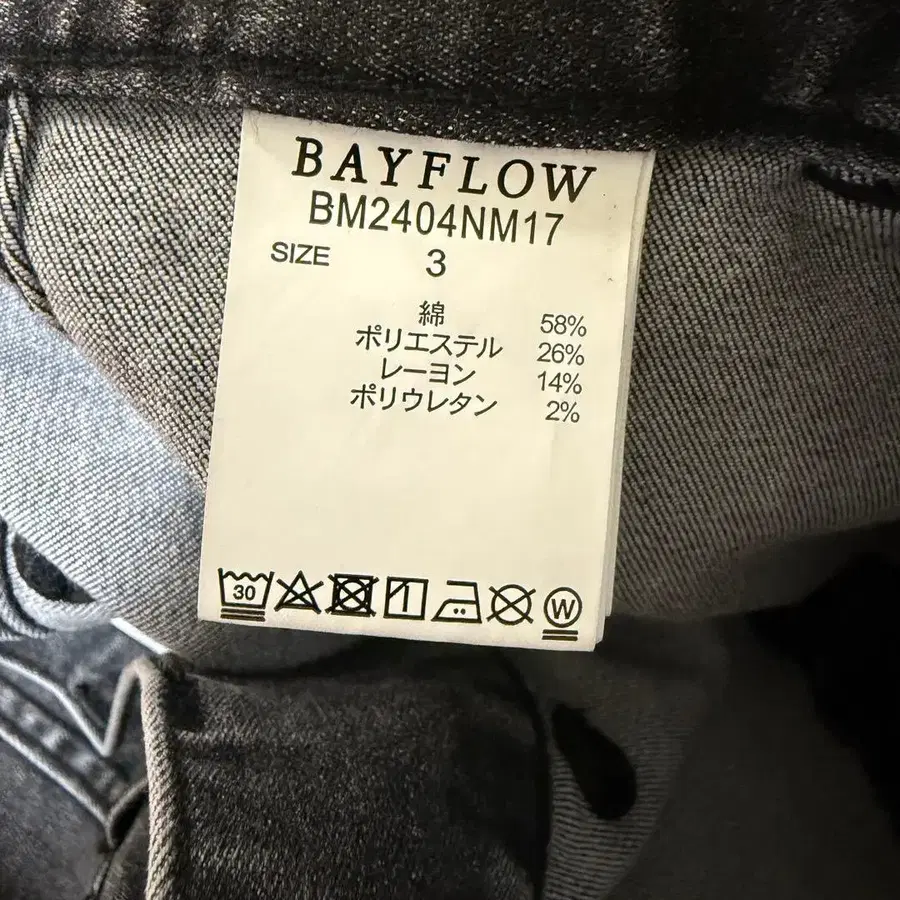 BAYFLOW
BM2404NM17
SIZE 3
綿 58%
ポリエステル 26%
レーヨン 14%
ポリウレタン 2%
30 W